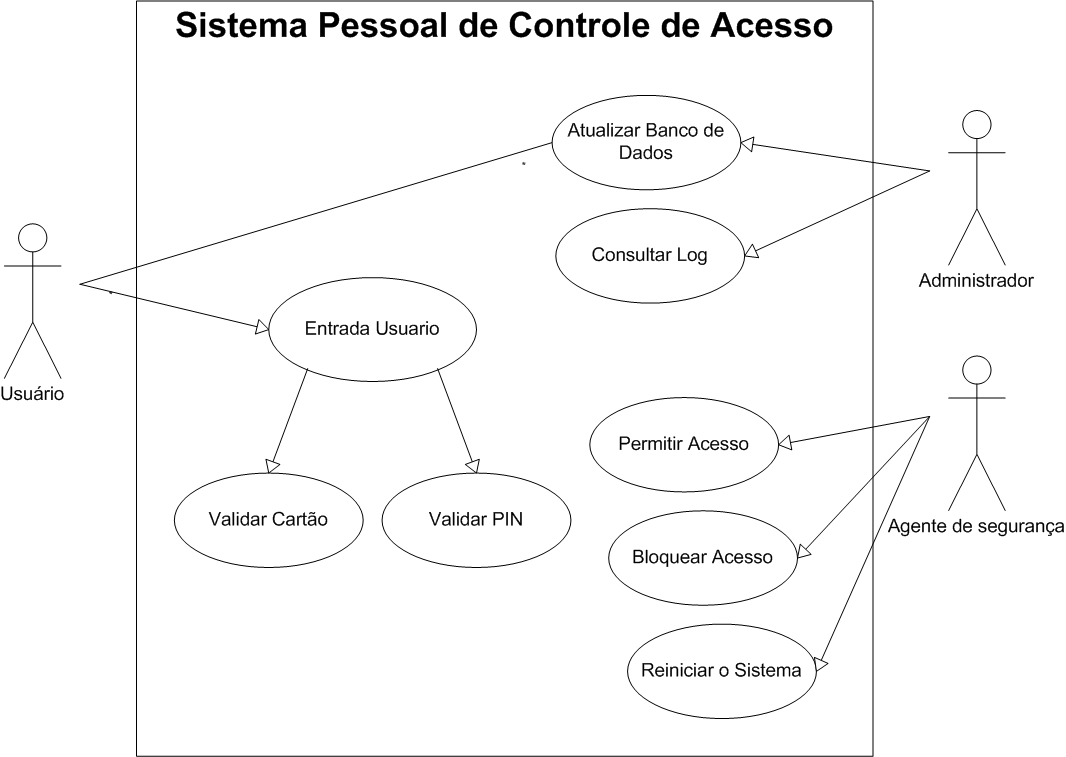 Sistema Pessoal de Controle de Acesso
Atualizar Banco de
Dados
*
Consultar Log
Administrador
*
Entrada Usuario
Usuário
Permitir Acesso
Validar Cartão
Validar PIN
Agente de segurança
Bloquear Acesso
Reiniciar o Sistema